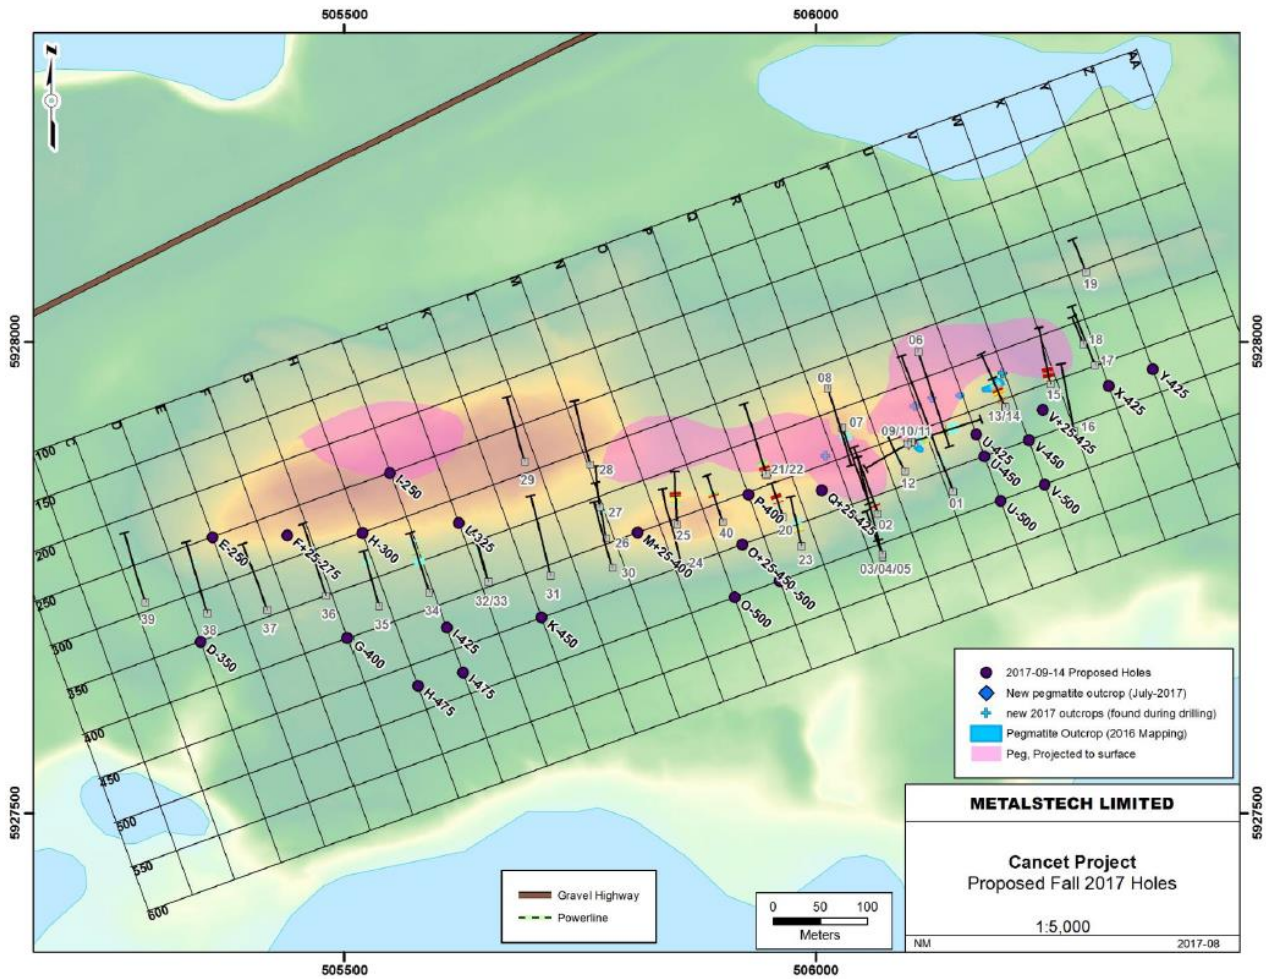 505500
506000
N
AA
Z
Y
X
W
V
U
T
S
R
Q
P
O
N
M
L
K
J
H
G
F
E
D
C
100
150
200
250
300
350
400
450
500
550
600
5928000
5928000
5927500
5927500
19
18
17
06
15
16
08
07
13/14
09/10/11
12
01
02
03/04/05
21/22
20
23
40
25
24
28
27
26
30
29
31
32/33
34
35
36
37
38
39
Y-425
X-425
V+25-425
V-450
V-500
U-425
U-450
U-500
Q+25-425
P-400
O+25-450
-500
O-500
M+25-400
K-450
I-250
H-300
F+25-275
E-250
D-350
G-400
I-425
I-475
H-475
2017-09-14 Proposed Holes
New pegmatite outcrop (July-2017)
new 2017 outcrops (found during drilling)
Pegmatite Outcrop (2016 Mapping)
Peg, Projected to surface
METALSTECH LIMITED
Cancet Project
Proposed Fall 2017 Holes
1:5,000
NM
2017-08
Gravel Highway
Powerline
0 50 100
Meters
505500
506000